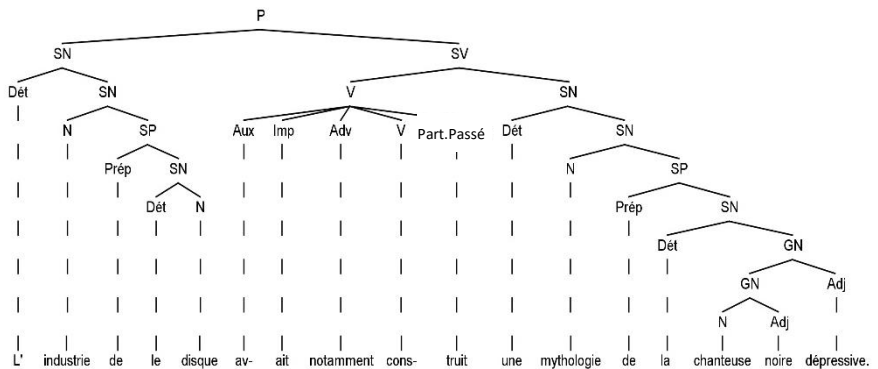 P
SN SV
Dét SN V SN
N SP Aux Imp Adv V Part.Passé Dét SN
Prép SN N SP
Dét N Prép SN
Dét GN
GN Adj
N Adj
L' industrie de le disque av- ait notamment cons- truit une mythologie de la chanteuse noire dépressive.